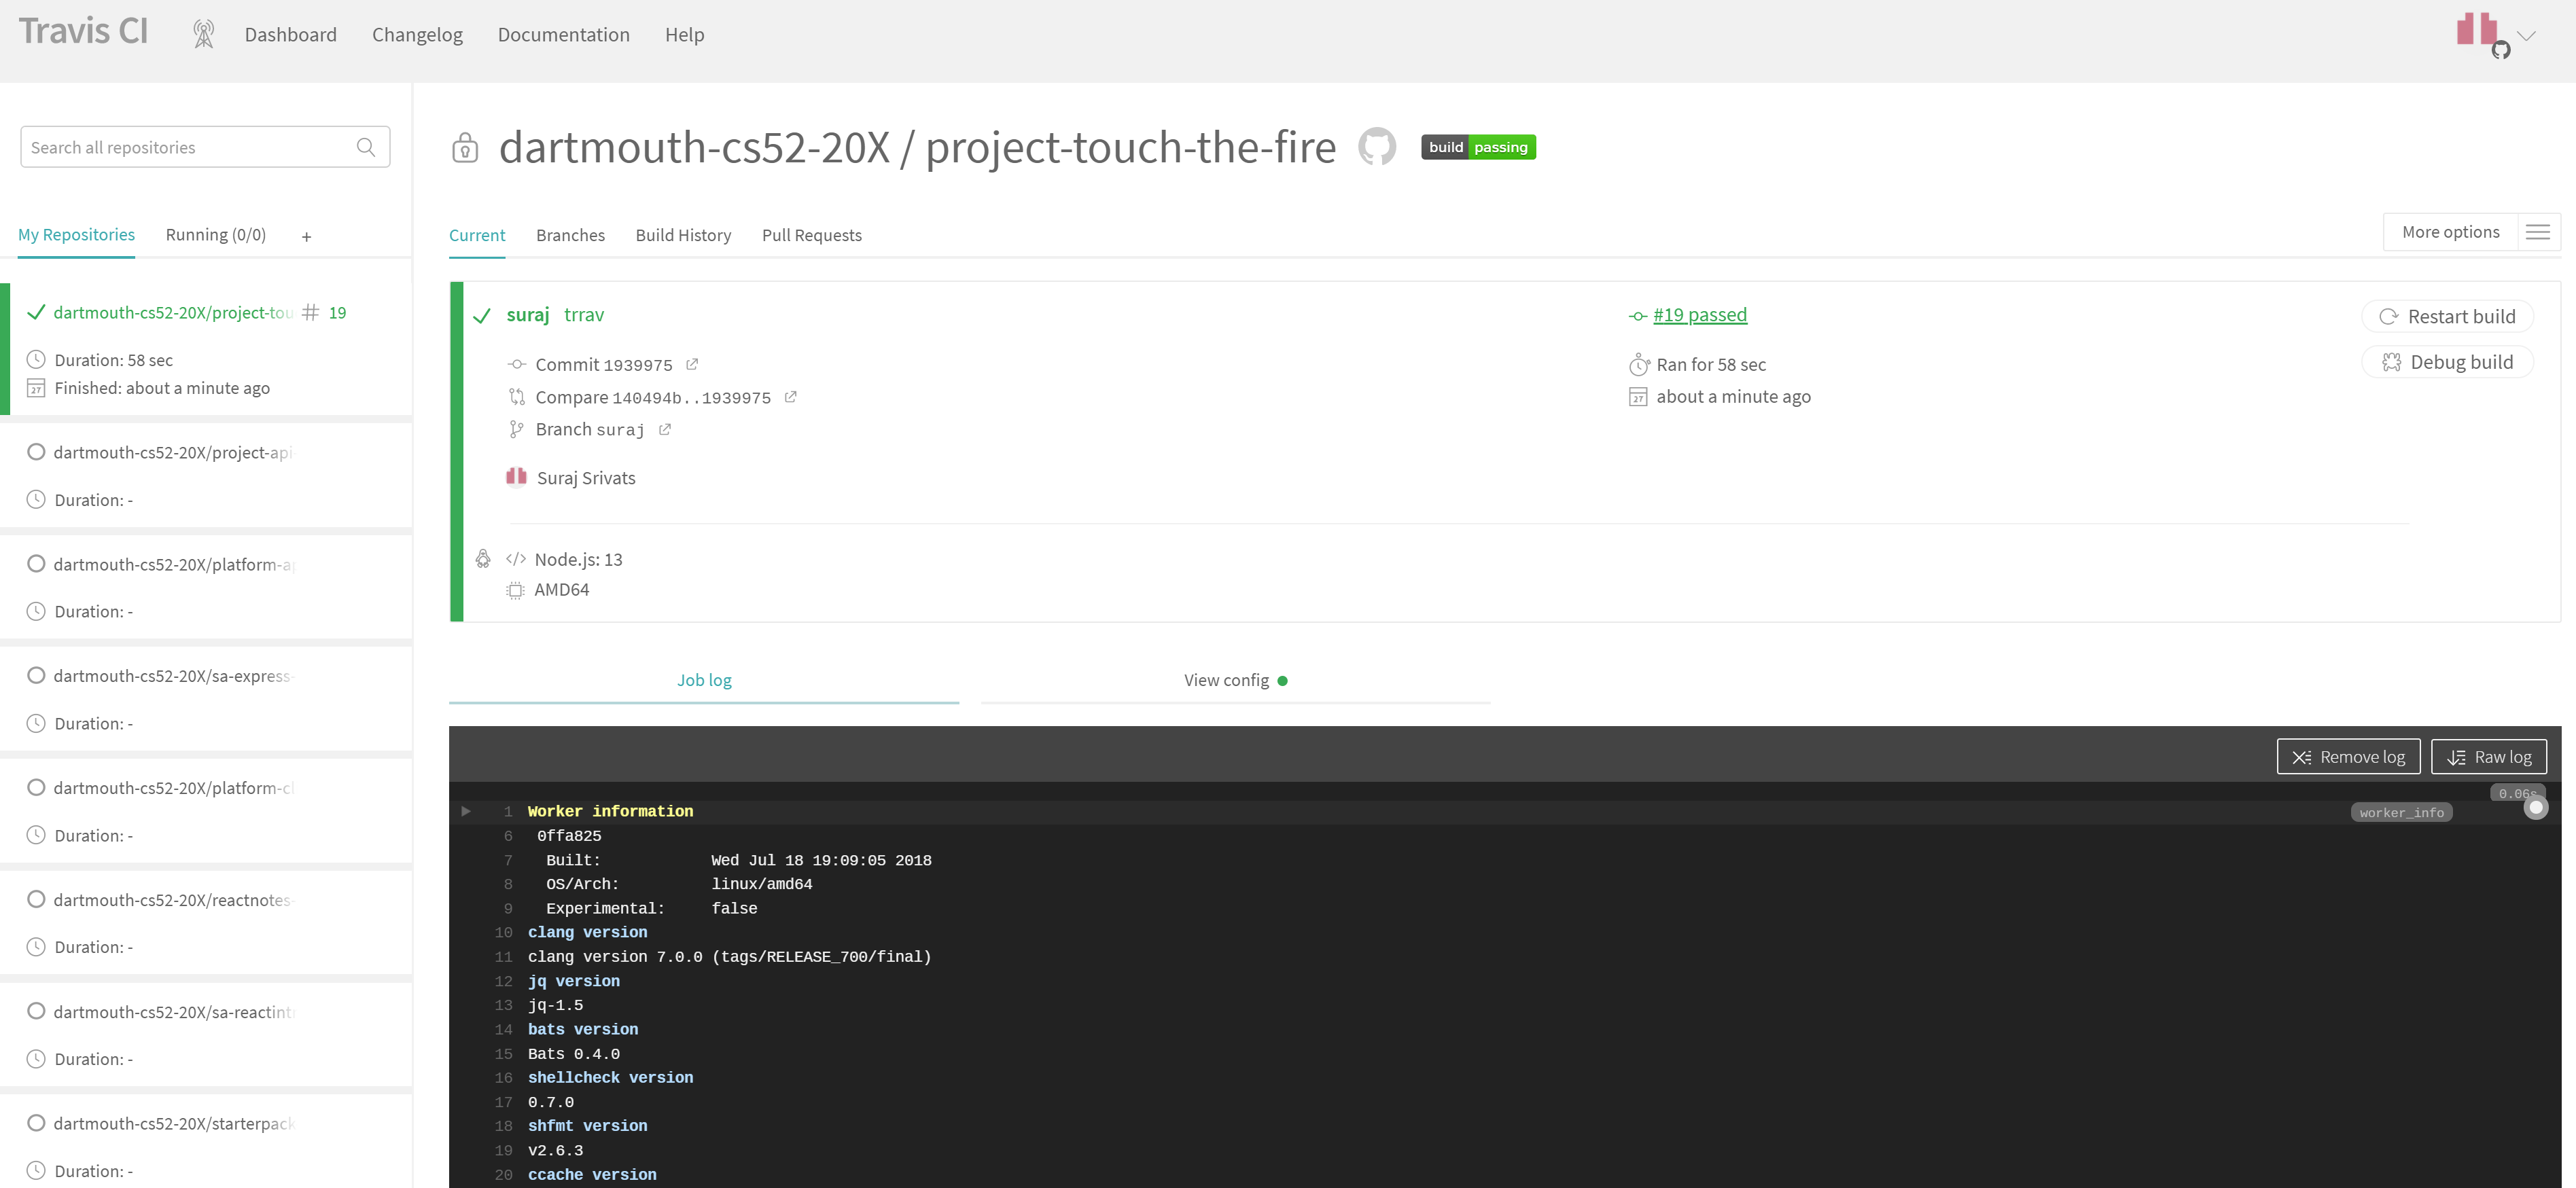 Travis CI
Dashboard Changelog Documentation Help
Search all repositories
My Repositories Running (0/0) +
dartmouth-cs52-20X/project-tou # 19
Duration: 58 sec
27 Finished: about a minute ago
dartmouth-cs52-20X/project-api-
Duration: -
dartmouth-cs52-20X/platform-ap
Duration: -
dartmouth-cs52-20X/sa-express-
Duration: -
dartmouth-cs52-20X/platform-cl
Duration: -
dartmouth-cs52-20X/reactnotes-
Duration: -
dartmouth-cs52-20X/sa-reactint
Duration: -
dartmouth-cs52-20X/starterpack
Duration: -
dartmouth-cs52-20X / project-touch-the-fire build passing
Current Branches Build History Pull Requests More options
suraj trrav
Commit 1939975
Compare 140494b..1939975
Branch suraj
Suraj Srivats
#19 passed
Ran for 58 sec
27 about a minute ago
Restart build
Debug build
</> Node.js: 13
AMD64
Job log View config
Remove log Raw log
0.06s
1 Worker information worker_info
6 0ffa825
7 Built: Wed Jul 18 19:09:05 2018
8 OS/Arch: linux/amd64
9 Experimental: false
10 clang version
11 clang version 7.0.0 (tags/RELEASE_700/final)
12 jq version
13 jq-1.5
14 bats version
15 Bats 0.4.0
16 shellcheck version
17 0.7.0
18 shfmt version
19 v2.6.3
20 ccache version